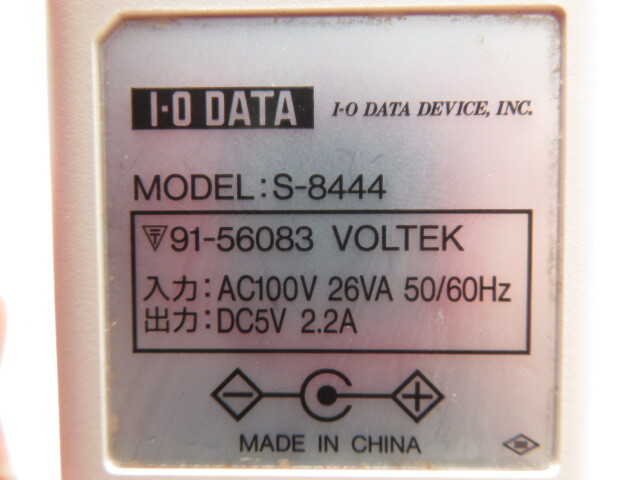 I·O DATA I·O DATA DEVICE, INC.
MODEL:S-8444
91-56083 VOLTEK
入力:AC100V 26VA 50/60Hz
出力:DC5V 2.2A
MADE IN CHINA